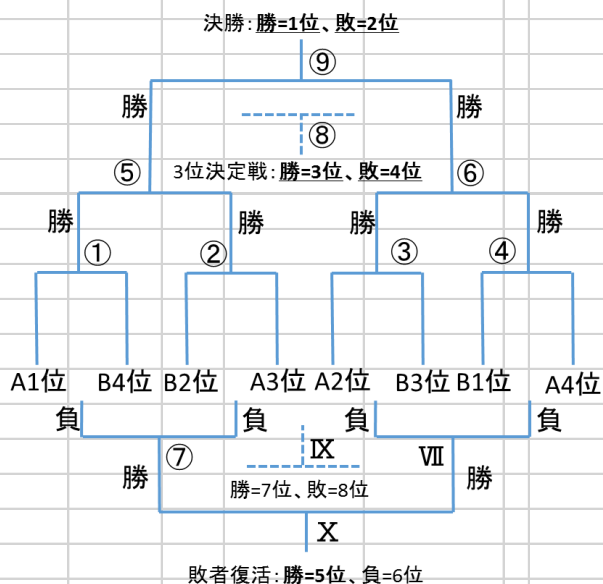 決勝：勝=1位、敗=2位
⑨
勝 勝
⑧
⑤ 3位決定戦：勝=3位、敗=4位 ⑥
勝 勝 勝 勝
① ② ③ ④
A1位 B4位 B2位 A3位 A2位 B3位 B1位 A4位
負 負 負 負
⑦ Ⅸ Ⅶ
勝 勝
勝=7位、敗=8位
Ⅹ
敗者復活：勝=5位、負=6位